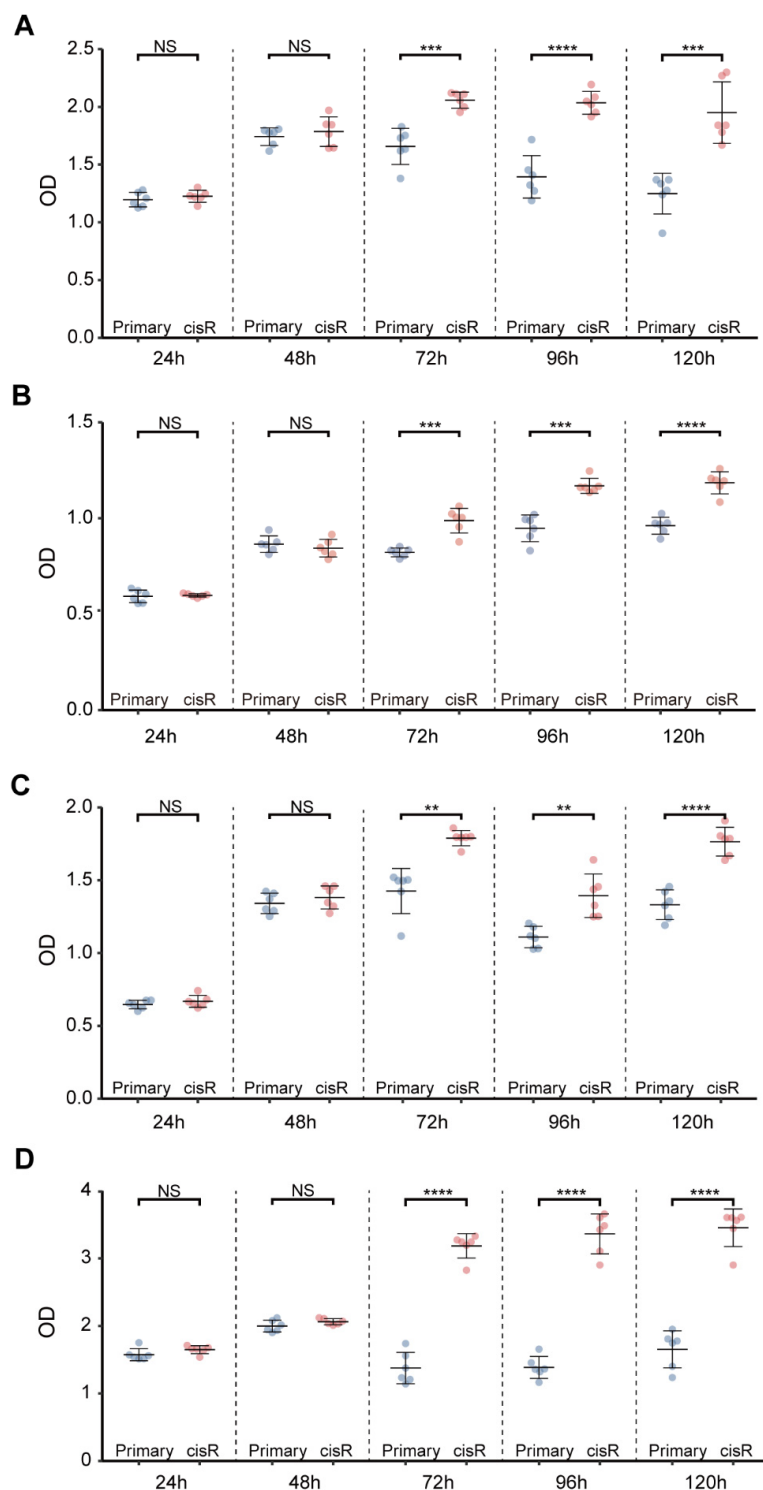 A
NS NS *** **** ***
2.5
2.0
1.5
1.0
0.5
0.0
OD
Primary cisR Primary cisR Primary cisR Primary cisR Primary cisR
24h 48h 72h 96h 120h
B
NS NS *** *** ****
1.5
1.0
0.5
0.0
OD
Primary cisR Primary cisR Primary cisR Primary cisR Primary cisR
24h 48h 72h 96h 120h
C
NS NS ** ** ****
2.0
1.5
1.0
0.5
0.0
OD
Primary cisR Primary cisR Primary cisR Primary cisR Primary cisR
24h 48h 72h 96h 120h
D
NS NS **** **** ****
4
3
2
1
0
OD
Primary cisR Primary cisR Primary cisR Primary cisR Primary cisR
24h 48h 72h 96h 120h